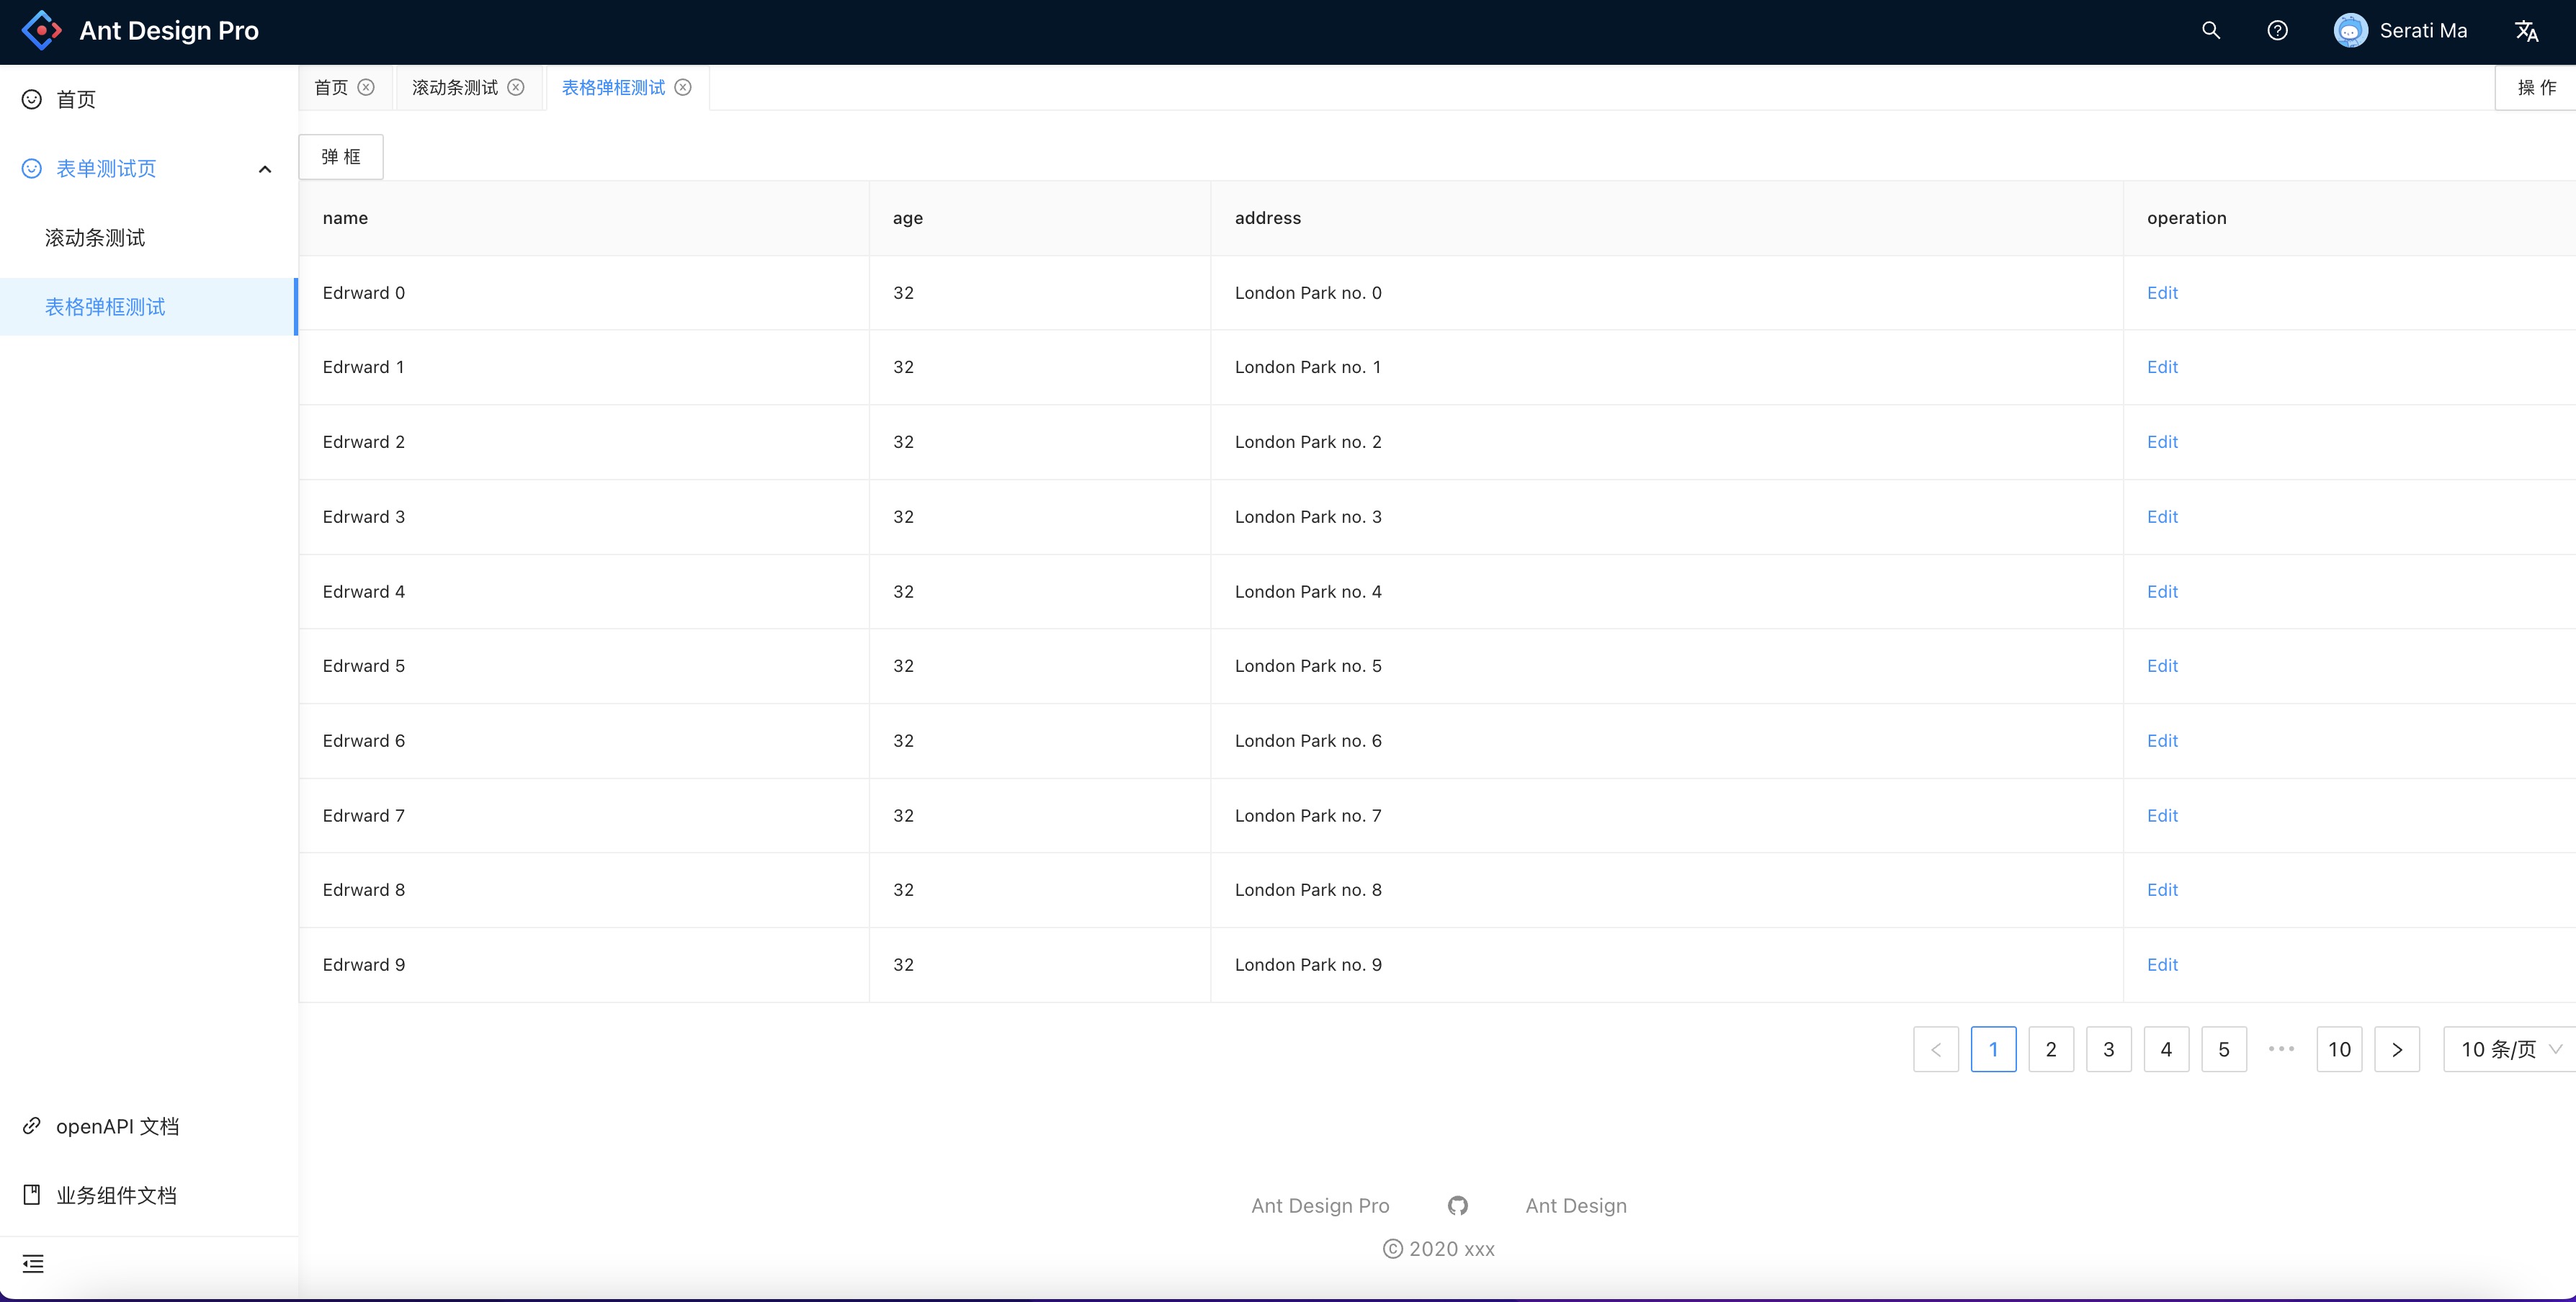 Ant Design Pro
Serati Ma
首页
表单测试页
滚动条测试
表格弹框测试
openAPI 文档
业务组件文档
首页 滚动条测试 表格弹框测试 操 作
弹 框
name age address operation
Edrward 0 32 London Park no. 0 Edit
Edrward 1 32 London Park no. 1 Edit
Edrward 2 32 London Park no. 2 Edit
Edrward 3 32 London Park no. 3 Edit
Edrward 4 32 London Park no. 4 Edit
Edrward 5 32 London Park no. 5 Edit
Edrward 6 32 London Park no. 6 Edit
Edrward 7 32 London Park no. 7 Edit
Edrward 8 32 London Park no. 8 Edit
Edrward 9 32 London Park no. 9 Edit
1 2 3 4 5 ••• 10 10 条/页
Ant Design Pro Ant Design
© 2020 xxx